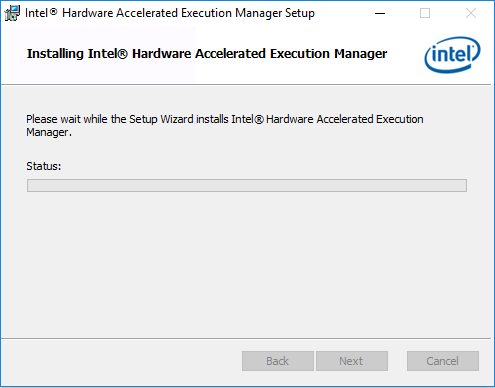 Intel® Hardware Accelerated Execution Manager Setup
Installing Intel® Hardware Accelerated Execution Manager
intel
Please wait while the Setup Wizard installs Intel® Hardware Accelerated Execution
Manager.
Status:
Back Next Cancel